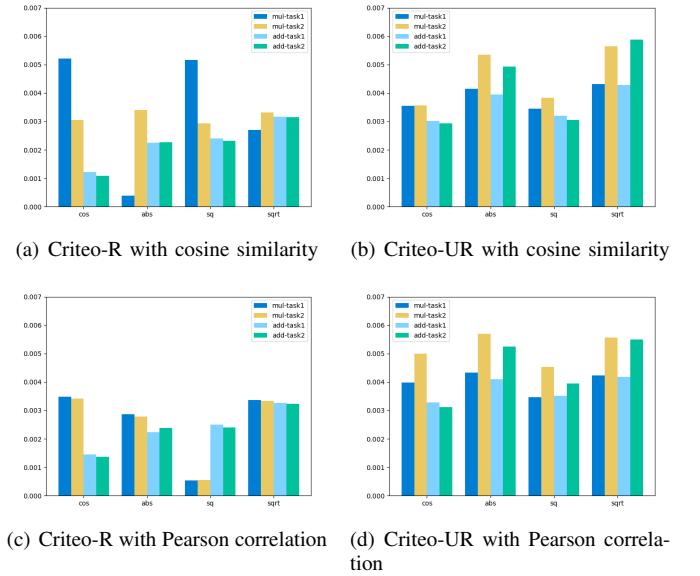 0.007
0.006
0.005
0.004
0.003
0.002
0.001
0.000
mul-task1
mul-task2
add-task1
add-task2
cos abs sq sqrt
(a) Criteo-R with cosine similarity
0.007
0.006
0.005
0.004
0.003
0.002
0.001
0.000
mul-task1
mul-task2
add-task1
add-task2
cos abs sq sqrt
(b) Criteo-UR with cosine similarity
0.007
0.006
0.005
0.004
0.003
0.002
0.001
0.000
mul-task1
mul-task2
add-task1
add-task2
cos abs sq sqrt
(c) Criteo-R with Pearson correlation
0.007
0.006
0.005
0.004
0.003
0.002
0.001
0.000
mul-task1
mul-task2
add-task1
add-task2
cos abs sq sqrt
(d) Criteo-UR with Pearson correla-
tion